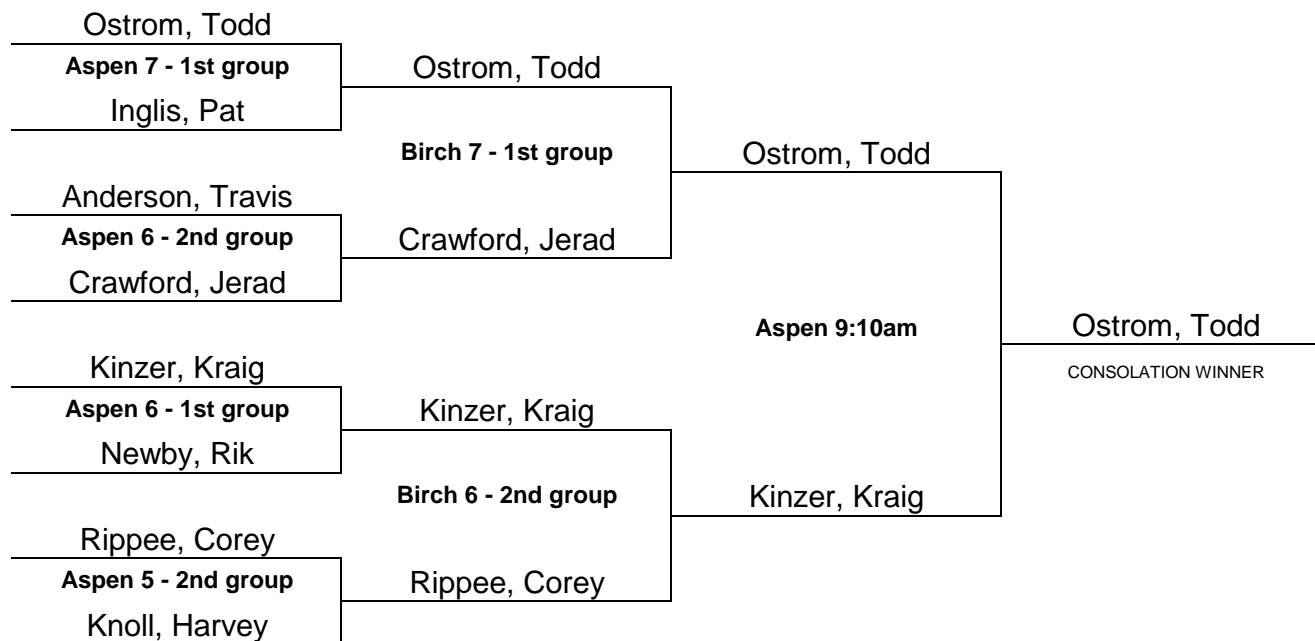 Ostrom, Todd
Aspen 7 - 1st group
Inglis, Pat
Anderson, Travis
Aspen 6 - 2nd group
Crawford, Jerad
Kinzer, Kraig
Aspen 6 - 1st group
Newby, Rik
Rippee, Corey
Aspen 5 - 2nd group
Knoll, Harvey
Ostrom, Todd
Birch 7 - 1st group
Crawford, Jerad
Kinzer, Kraig
Birch 6 - 2nd group
Rippee, Corey
Ostrom, Todd
Aspen 9:10am
Kinzer, Kraig
Ostrom, Todd
CONSOLATION WINNER